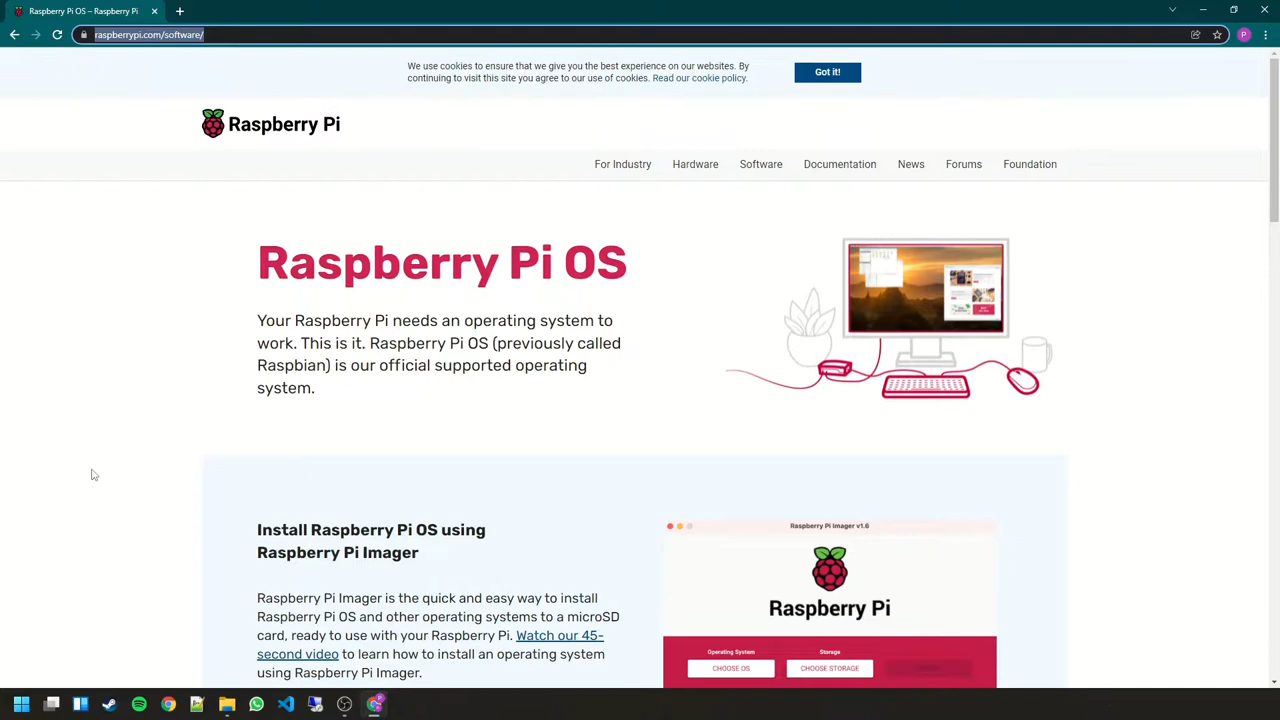 Raspberry Pi OS – Raspberry Pi
raspberrypi.com/software/
P
We use cookies to ensure that we give you the best experience on our websites. By
continuing to visit this site you agree to our use of cookies. Read our cookie policy.
Got it!
Raspberry Pi
For Industry
Hardware
Software
Documentation
News
Forums
Foundation
Raspberry Pi OS
Your Raspberry Pi needs an operating system to
work. This is it. Raspberry Pi OS (previously called
Raspbian) is our official supported operating
system.
Install Raspberry Pi OS using
Raspberry Pi Imager
Raspberry Pi Imager is the quick and easy way to install
Raspberry Pi OS and other operating systems to a microSD
card, ready to use with your Raspberry Pi. Watch our 45-
second video to learn how to install an operating system
using Raspberry Pi Imager.
Raspberry Pi Imager v1.6
Raspberry Pi
Operating System
Storage
CHOOSE OS
CHOOSE STORAGE